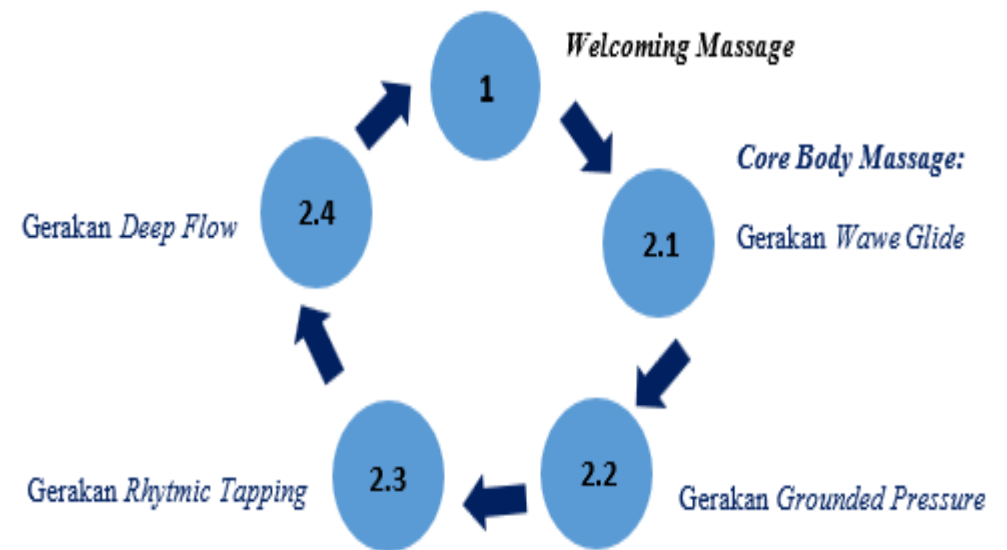 1
Welcoming Massage
Core Body Massage:
2.1
Gerakan Wawe Glide
2.2
Gerakan Grounded Pressure
2.3
Gerakan Rhytmic Tapping
2.4
Gerakan Deep Flow